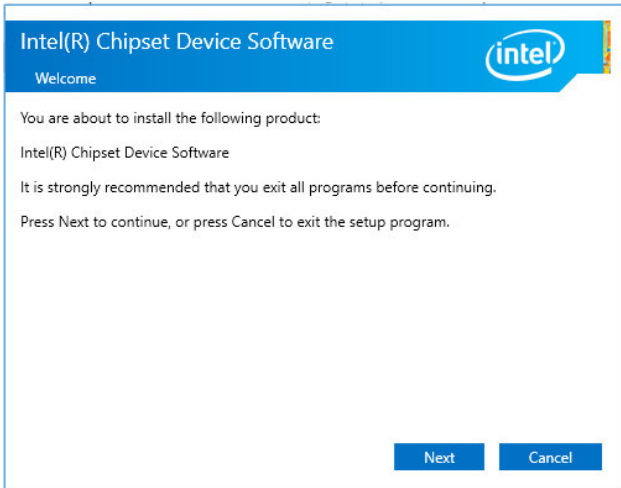 Intel(R) Chipset Device Software
intel
Welcome
You are about to install the following product:
Intel(R) Chipset Device Software
It is strongly recommended that you exit all programs before continuing.
Press Next to continue, or press Cancel to exit the setup program.
Next
Cancel